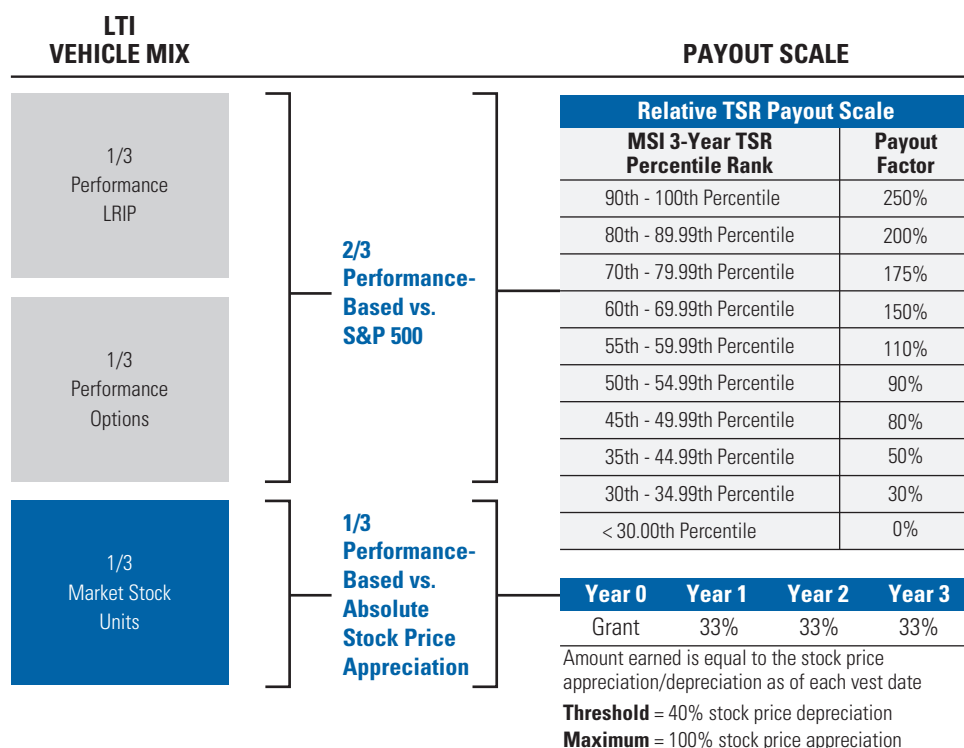 LTI
VEHICLE MIX
PAYOUT SCALE
1/3
Performance
LRIP
1/3
Performance
Options
1/3
Market Stock
Units
2/3
Performance-
Based vs.
S&P 500
1/3
Performance-
Based vs.
Absolute
Stock Price
Appreciation
Relative TSR Payout Scale
MSI 3-Year TSR
Percentile Rank
Payout
Factor
90th - 100th Percentile 250%
80th - 89.99th Percentile 200%
70th - 79.99th Percentile 175%
60th - 69.99th Percentile 150%
55th - 59.99th Percentile 110%
50th - 54.99th Percentile 90%
45th - 49.99th Percentile 80%
35th - 44.99th Percentile 50%
30th - 34.99th Percentile 30%
< 30.00th Percentile 0%
Year 0 Year 1 Year 2 Year 3
Grant 33% 33% 33%
Amount earned is equal to the stock price
appreciation/depreciation as of each vest date
Threshold = 40% stock price depreciation
Maximum = 100% stock price appreciation